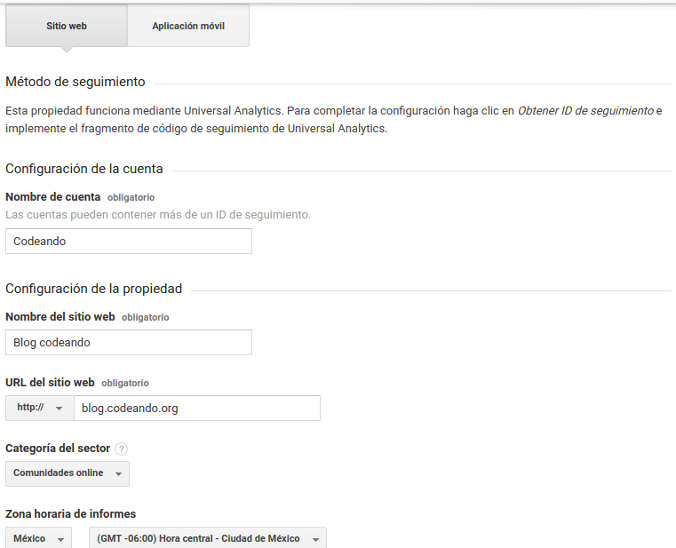 Sitio web
Aplicación móvil
Método de seguimiento
Esta propiedad funciona mediante Universal Analytics. Para completar la configuración haga clic en Obtener ID de seguimiento e
implemente el fragmento de código de seguimiento de Universal Analytics.
Configuración de la cuenta
Nombre de cuenta obligatorio
Las cuentas pueden contener más de un ID de seguimiento.
Codeando
Configuración de la propiedad
Nombre del sitio web obligatorio
Blog codeando
URL del sitio web obligatorio
http:// blog.codeando.org
Categoría del sector ?
Comunidades online
Zona horaria de informes
México (GMT -06:00) Hora central - Ciudad de México